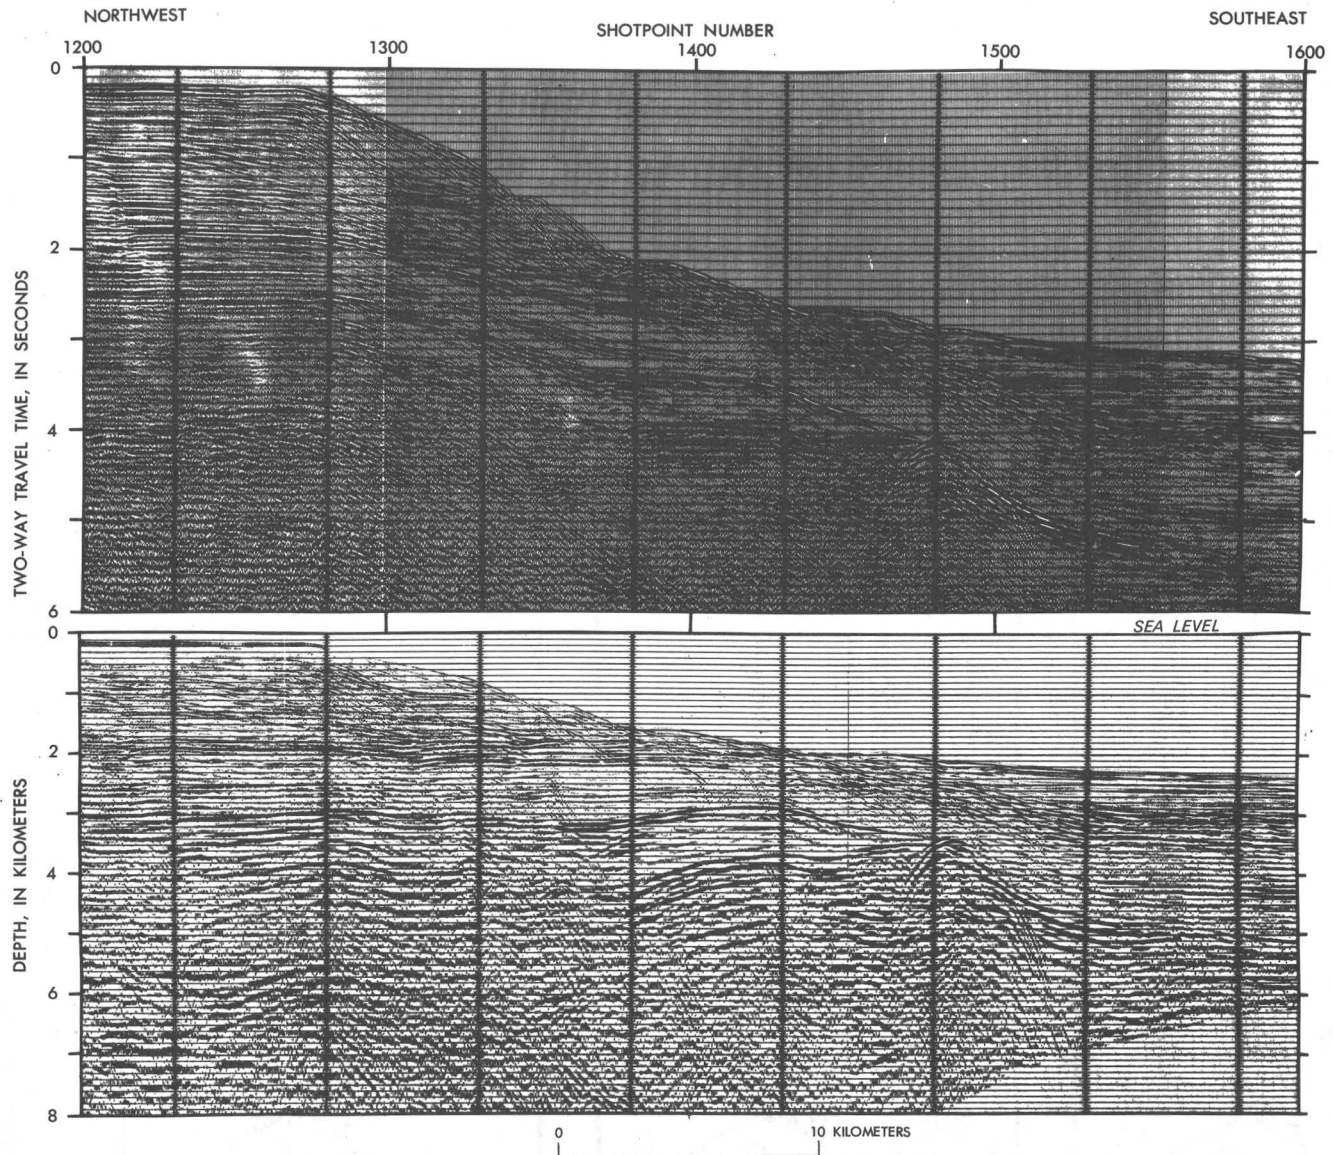 NORTHWEST
SHOTPOINT NUMBER
SOUTHEAST
1200
1300
1400
1500
1600
0
2
4
6
TWO-WAY TRAVEL TIME, IN SECONDS
SEA LEVEL
0
2
4
6
8
DEPTH, IN KILOMETERS
0
10 KILOMETERS